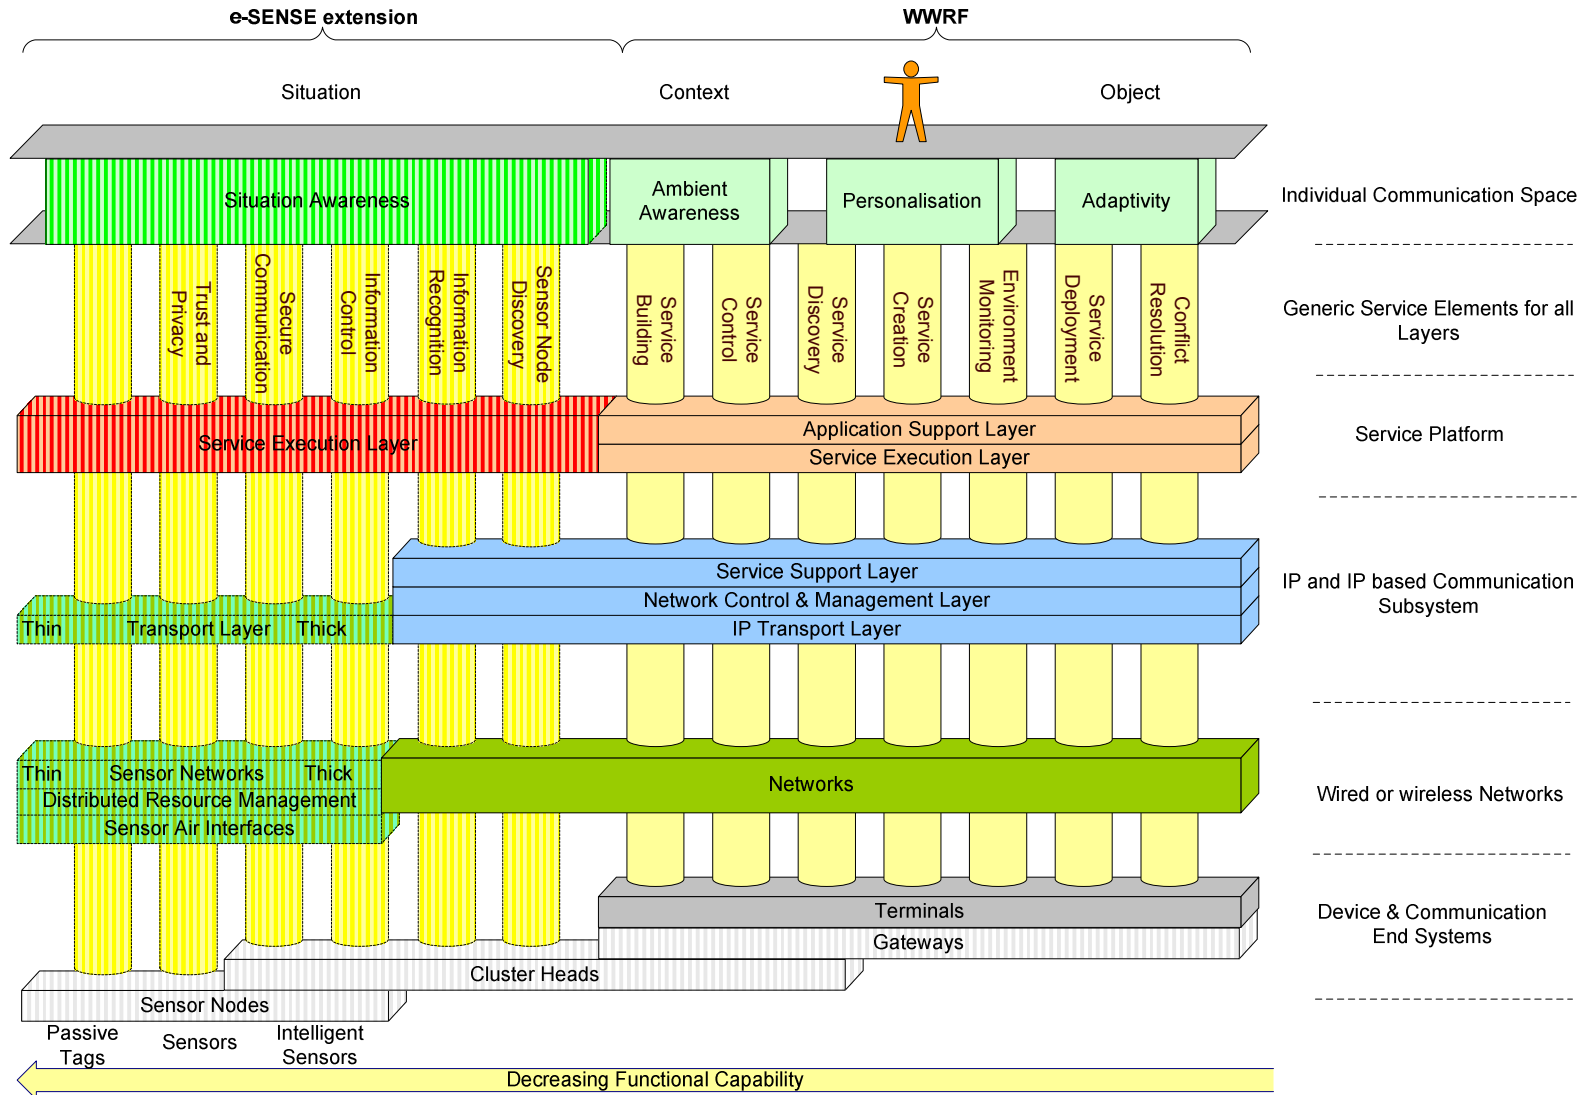 e-SENSE extension
WWRF
Situation
Context
Object
Situation Awareness
Ambient
Awareness
Personalisation
Adaptivity
Individual Communication Space
Trust and
Privacy
Secure
Communication
Information
Control
Information
Recognition
Sensor Node
Discovery
Service
Building
Service
Control
Service
Discovery
Service
Creation
Environment
Monitoring
Service
Deployment
Conflict
Resolution
Generic Service Elements for all
Layers
Service Execution Layer
Application Support Layer
Service Execution Layer
Service Platform
Service Support Layer
Network Control & Management Layer
IP Transport Layer
Thin Transport Layer Thick
IP and IP based Communication
Subsystem
Thin Sensor Networks Thick
Distributed Resource Management
Sensor Air Interfaces
Networks
Wired or wireless Networks
Terminals
Gateways
Cluster Heads
Sensor Nodes
Device & Communication
End Systems
Passive
Tags
Sensors
Intelligent
Sensors
Decreasing Functional Capability